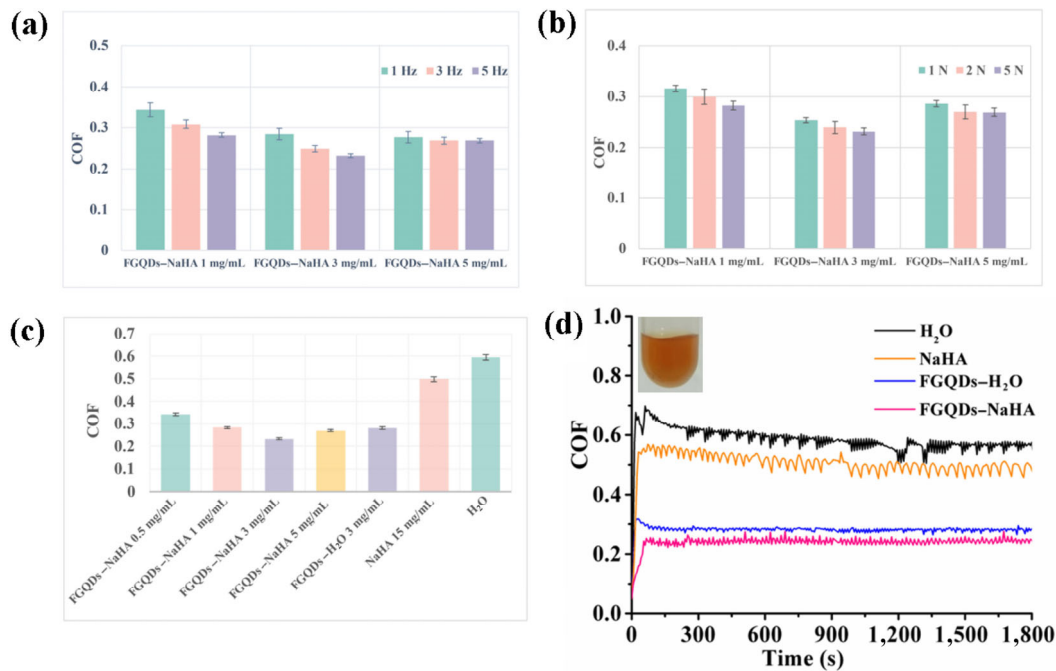 (a)
0.5
0.4
0.3
0.2
0.1
0
COF
1 Hz 3 Hz 5 Hz
FGQDs–NaHA 1 mg/mL FGQDs–NaHA 3 mg/mL FGQDs–NaHA 5 mg/mL
(b)
0.4
0.3
0.2
0.1
0
COF
1 N 2 N 5 N
FGQDs–NaHA 1 mg/mL FGQDs–NaHA 3 mg/mL FGQDs–NaHA 5 mg/mL
(c)
0.7
0.6
0.5
0.4
0.3
0.2
0.1
0
COF
FGQDs–NaHA 0.5 mg/mL
FGQDs–NaHA 1 mg/mL
FGQDs–NaHA 3 mg/mL
FGQDs–NaHA 5 mg/mL
FGQDs–H₂O 3 mg/mL
NaHA 15 mg/mL
H₂O
(d)
1.0
0.8
0.6
0.4
0.2
0.0
COF
H₂O
NaHA
FGQDs–H₂O
FGQDs–NaHA
0 300 600 900 1,200 1,500 1,800
Time (s)